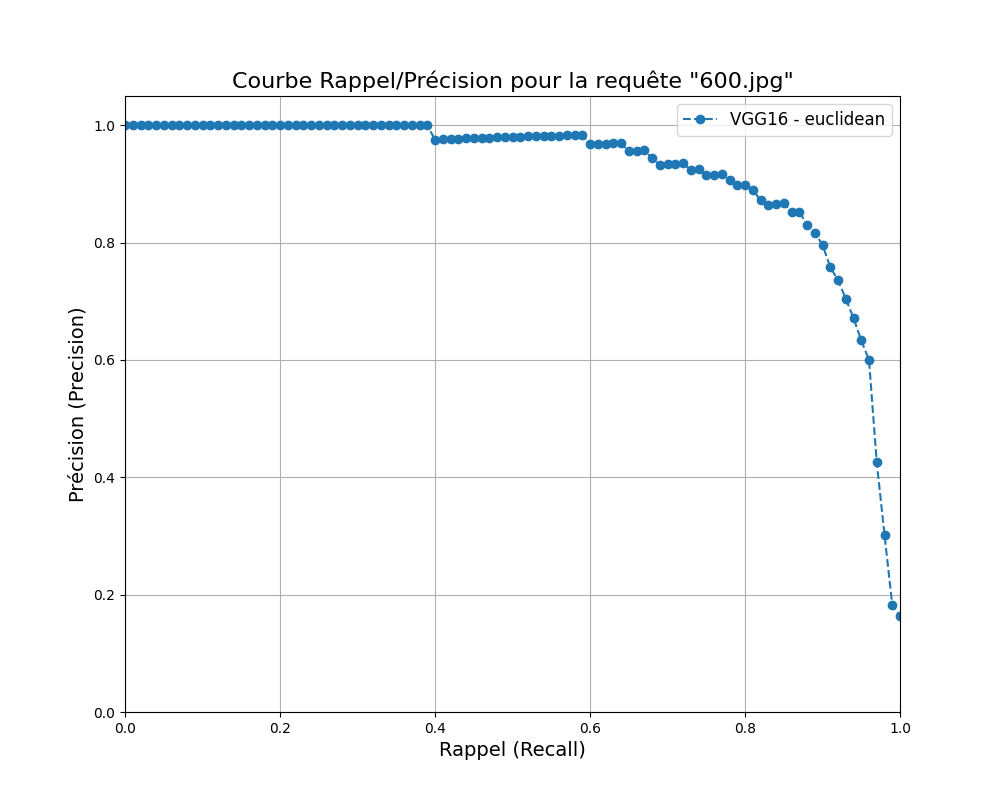 Courbe Rappel/Précision pour la requête "600.jpg"
VGG16 - euclidean
1.0
0.8
0.6
0.4
0.2
0.0
Précision (Precision)
0.0 0.2 0.4 0.6 0.8 1.0
Rappel (Recall)